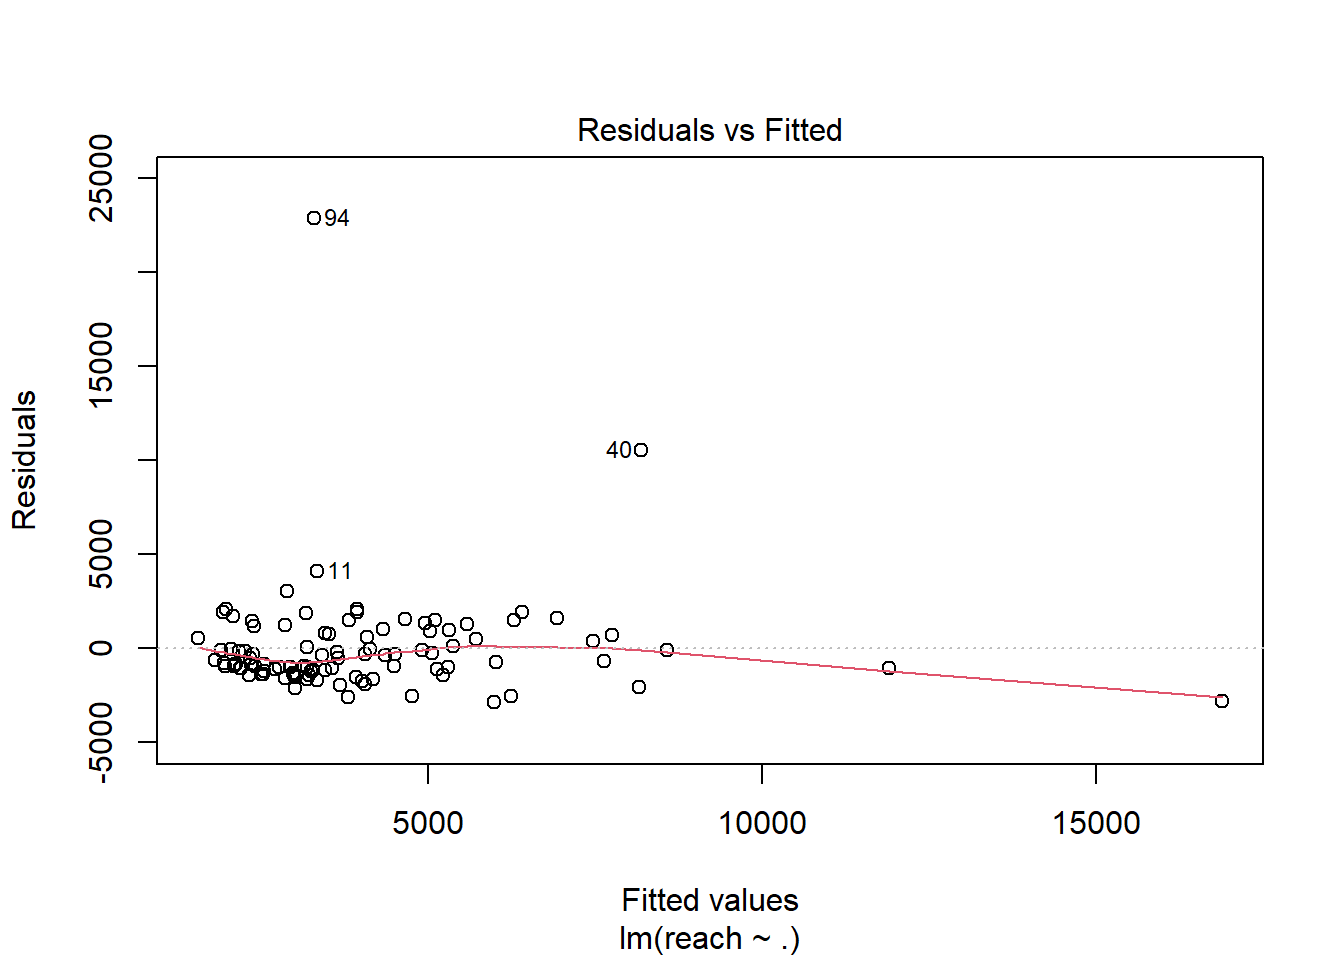 Residuals vs Fitted
Residuals
25000
15000
5000
0
-5000
94
40
11
5000
10000
15000
Fitted values
lm(reach ~ .)